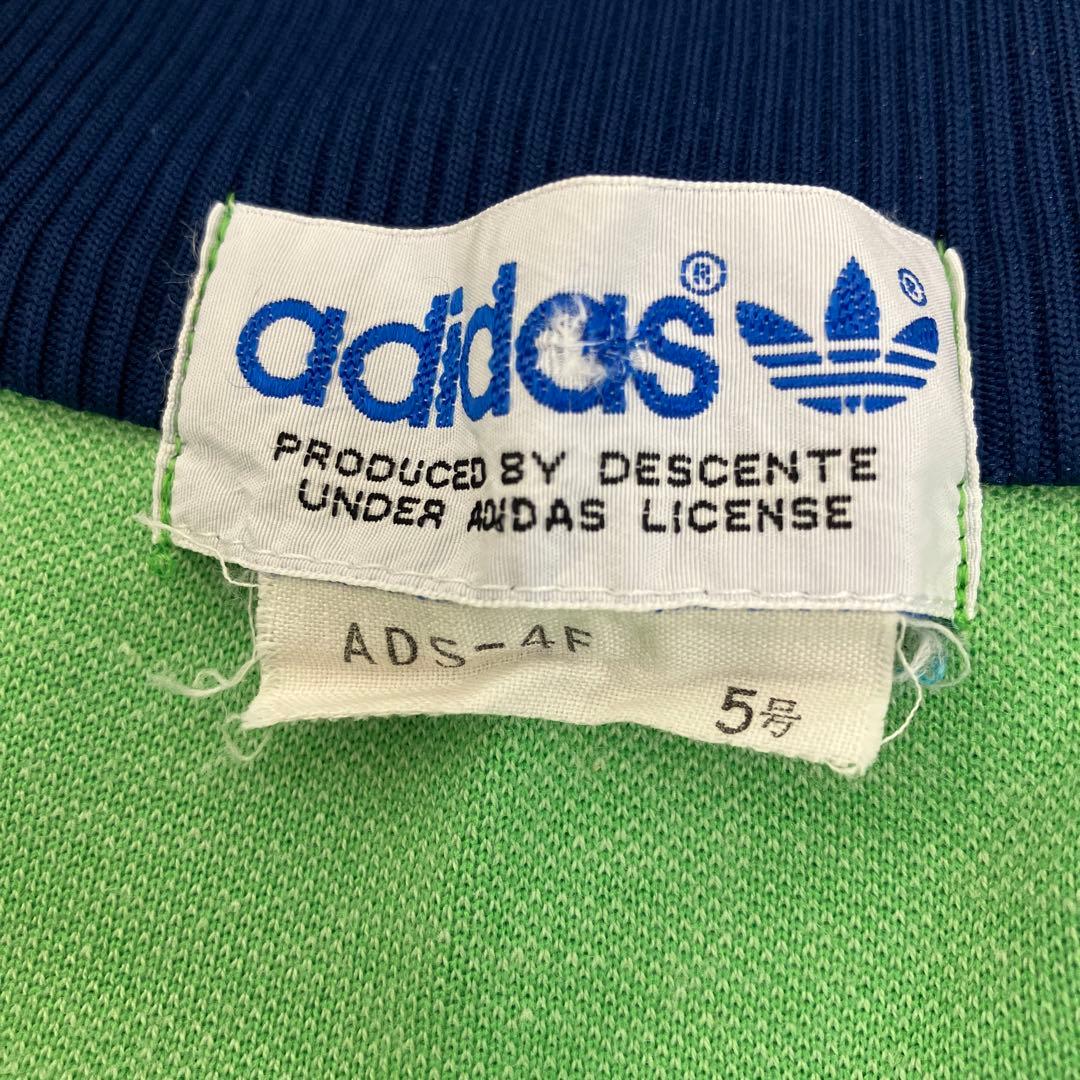 adidas® ®
PRODUCED BY DESCENTE
UNDER ADIDAS LICENSE
ADS-4F
5号